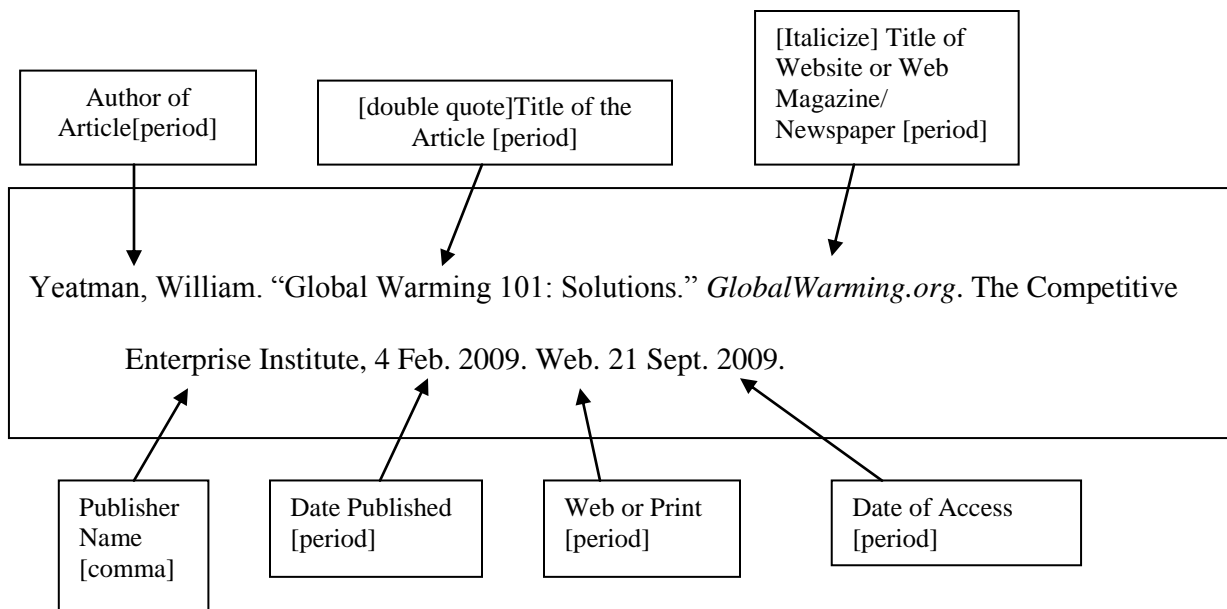 [Italicize] Title of
Website or Web
Magazine/
Newspaper [period]
Author of
Article[period]
[double quote]Title of the
Article [period]
Yeatman, William. “Global Warming 101: Solutions.” GlobalWarming.org. The Competitive
Enterprise Institute, 4 Feb. 2009. Web. 21 Sept. 2009.
Publisher
Name
[comma]
Date Published
[period]
Web or Print
[period]
Date of Access
[period]